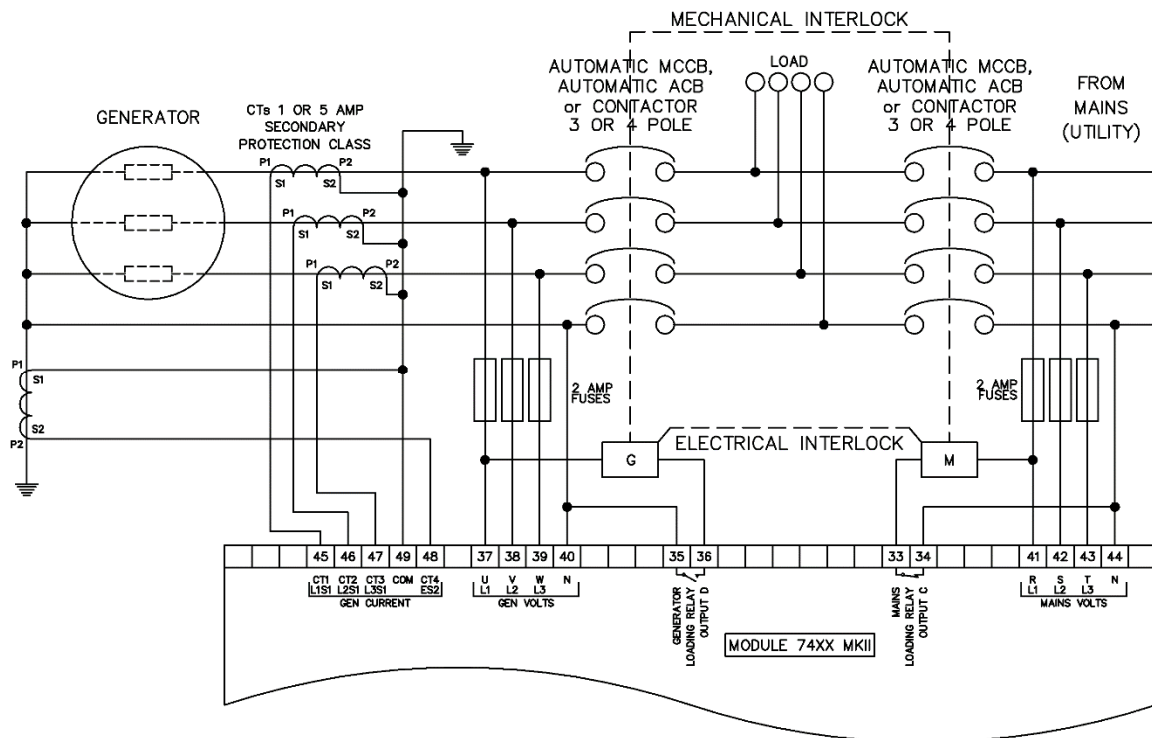 MECHANICAL INTERLOCK
AUTOMATIC MCCB,
AUTOMATIC ACB
or CONTACTOR
3 OR 4 POLE
LOAD
AUTOMATIC MCCB,
AUTOMATIC ACB
or CONTACTOR
3 OR 4 POLE
FROM
MAINS
(UTILITY)
GENERATOR
CTs 1 OR 5 AMP
SECONDARY
PROTECTION CLASS
P1 P2
S1 S2
P1 P2
S1 S2
P1 P2
S1 S2
P1
S1
S2
P2
2 AMP
FUSES
2 AMP
FUSES
ELECTRICAL INTERLOCK
G
M
45 46 47 49 48 37 38 39 40 35 36 33 34 41 42 43 44
CT1 CT2 CT3 COM CT4
L1S1 L2S1 L3S1 ES2
GEN CURRENT
U V W N
L1 L2 L3
GEN VOLTS
GENERATOR
LOADING RELAY
OUTPUT D
MAINS
LOADING RELAY
OUTPUT C
R S T N
L1 L2 L3
MAINS VOLTS
MODULE 74XX MKII